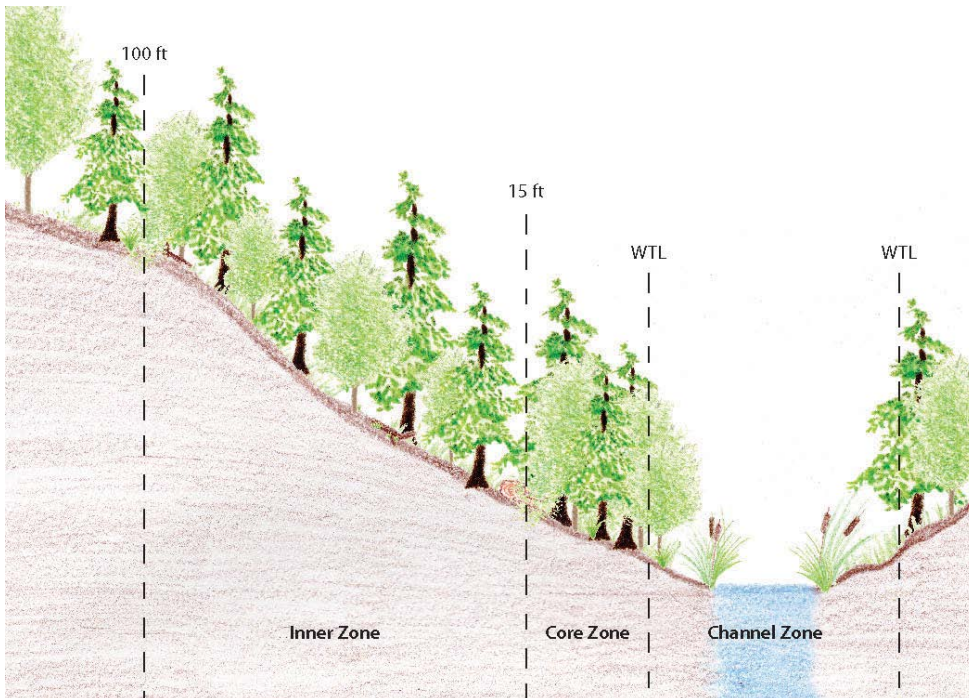 100 ft
15 ft
WTL
WTL
Inner Zone
Core Zone
Channel Zone